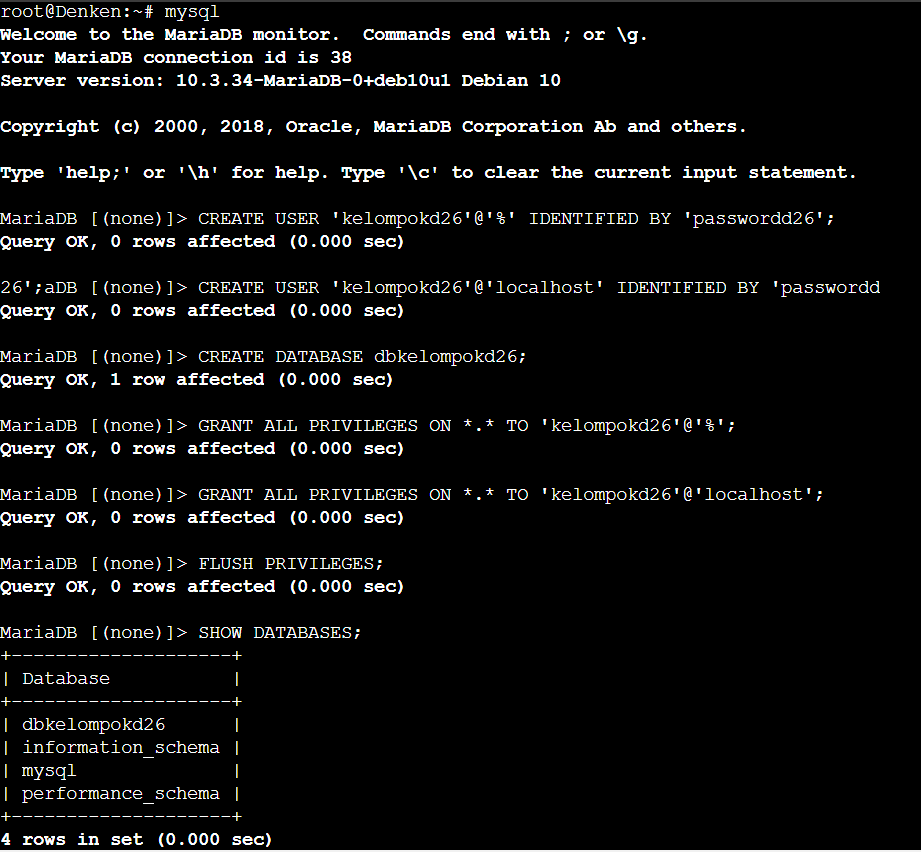 root@Denken:~# mysql
Welcome to the MariaDB monitor.  Commands end with ; or \g.
Your MariaDB connection id is 38
Server version: 10.3.34-MariaDB-0+deb10u1 Debian 10
Copyright (c) 2000, 2018, Oracle, MariaDB Corporation Ab and others.
Type 'help;' or '\h' for help. Type '\c' to clear the current input statement.
MariaDB [(none)]> CREATE USER 'kelompokd26'@'%' IDENTIFIED BY 'passwordd26';
Query OK, 0 rows affected (0.000 sec)
26';aDB [(none)]> CREATE USER 'kelompokd26'@'localhost' IDENTIFIED BY 'passwordd
Query OK, 0 rows affected (0.000 sec)
MariaDB [(none)]> CREATE DATABASE dbkelompokd26;
Query OK, 1 row affected (0.000 sec)
MariaDB [(none)]> GRANT ALL PRIVILEGES ON *.* TO 'kelompokd26'@'%';
Query OK, 0 rows affected (0.000 sec)
MariaDB [(none)]> GRANT ALL PRIVILEGES ON *.* TO 'kelompokd26'@'localhost';
Query OK, 0 rows affected (0.000 sec)
MariaDB [(none)]> FLUSH PRIVILEGES;
Query OK, 0 rows affected (0.000 sec)
MariaDB [(none)]> SHOW DATABASES;
+--------------------+
| Database           |
+--------------------+
| dbkelompokd26      |
| information_schema |
| mysql              |
| performance_schema |
+--------------------+
4 rows in set (0.000 sec)